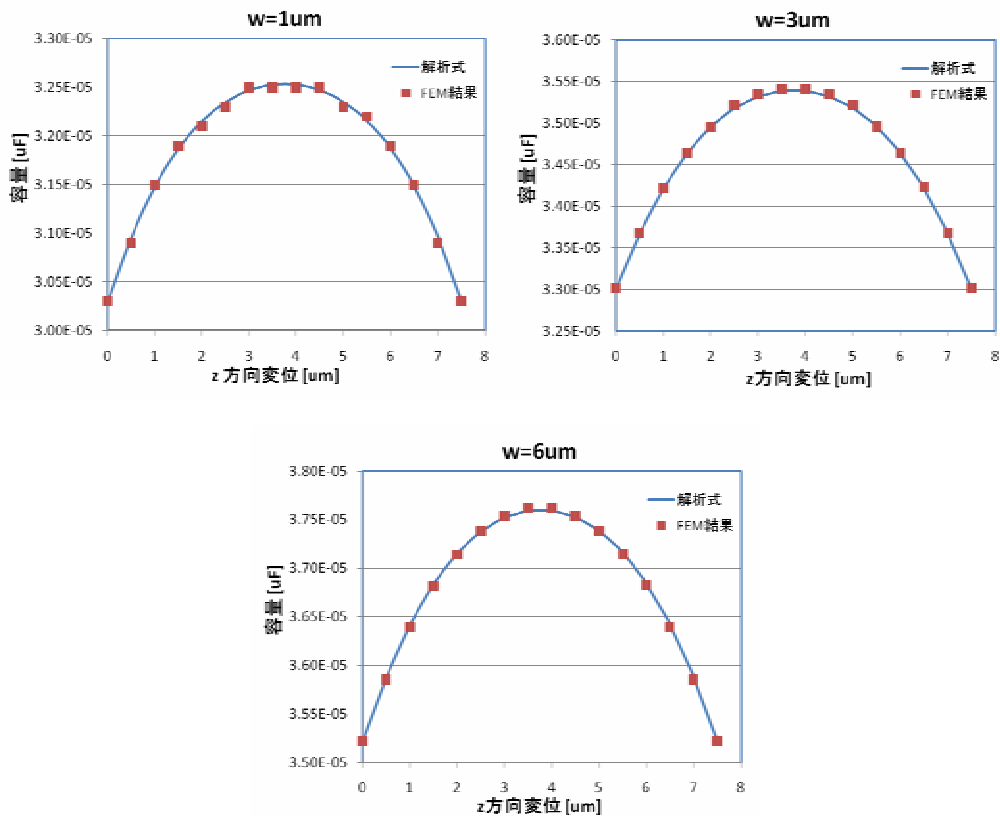 w=1um
3.30E-05
3.25E-05
3.20E-05
3.15E-05
3.10E-05
3.05E-05
3.00E-05
容量 [uF]
解析式
FEM結果
0 1 2 3 4 5 6 7 8
z 方向変位 [um]
w=3um
3.60E-05
3.55E-05
3.50E-05
3.45E-05
3.40E-05
3.35E-05
3.30E-05
3.25E-05
容量 [uF]
解析式
FEM結果
0 1 2 3 4 5 6 7 8
z 方向変位 [um]
w=6um
3.80E-05
3.75E-05
3.70E-05
3.65E-05
3.60E-05
3.55E-05
3.50E-05
容量 [uF]
解析式
FEM結果
0 1 2 3 4 5 6 7 8
z方向変位 [um]